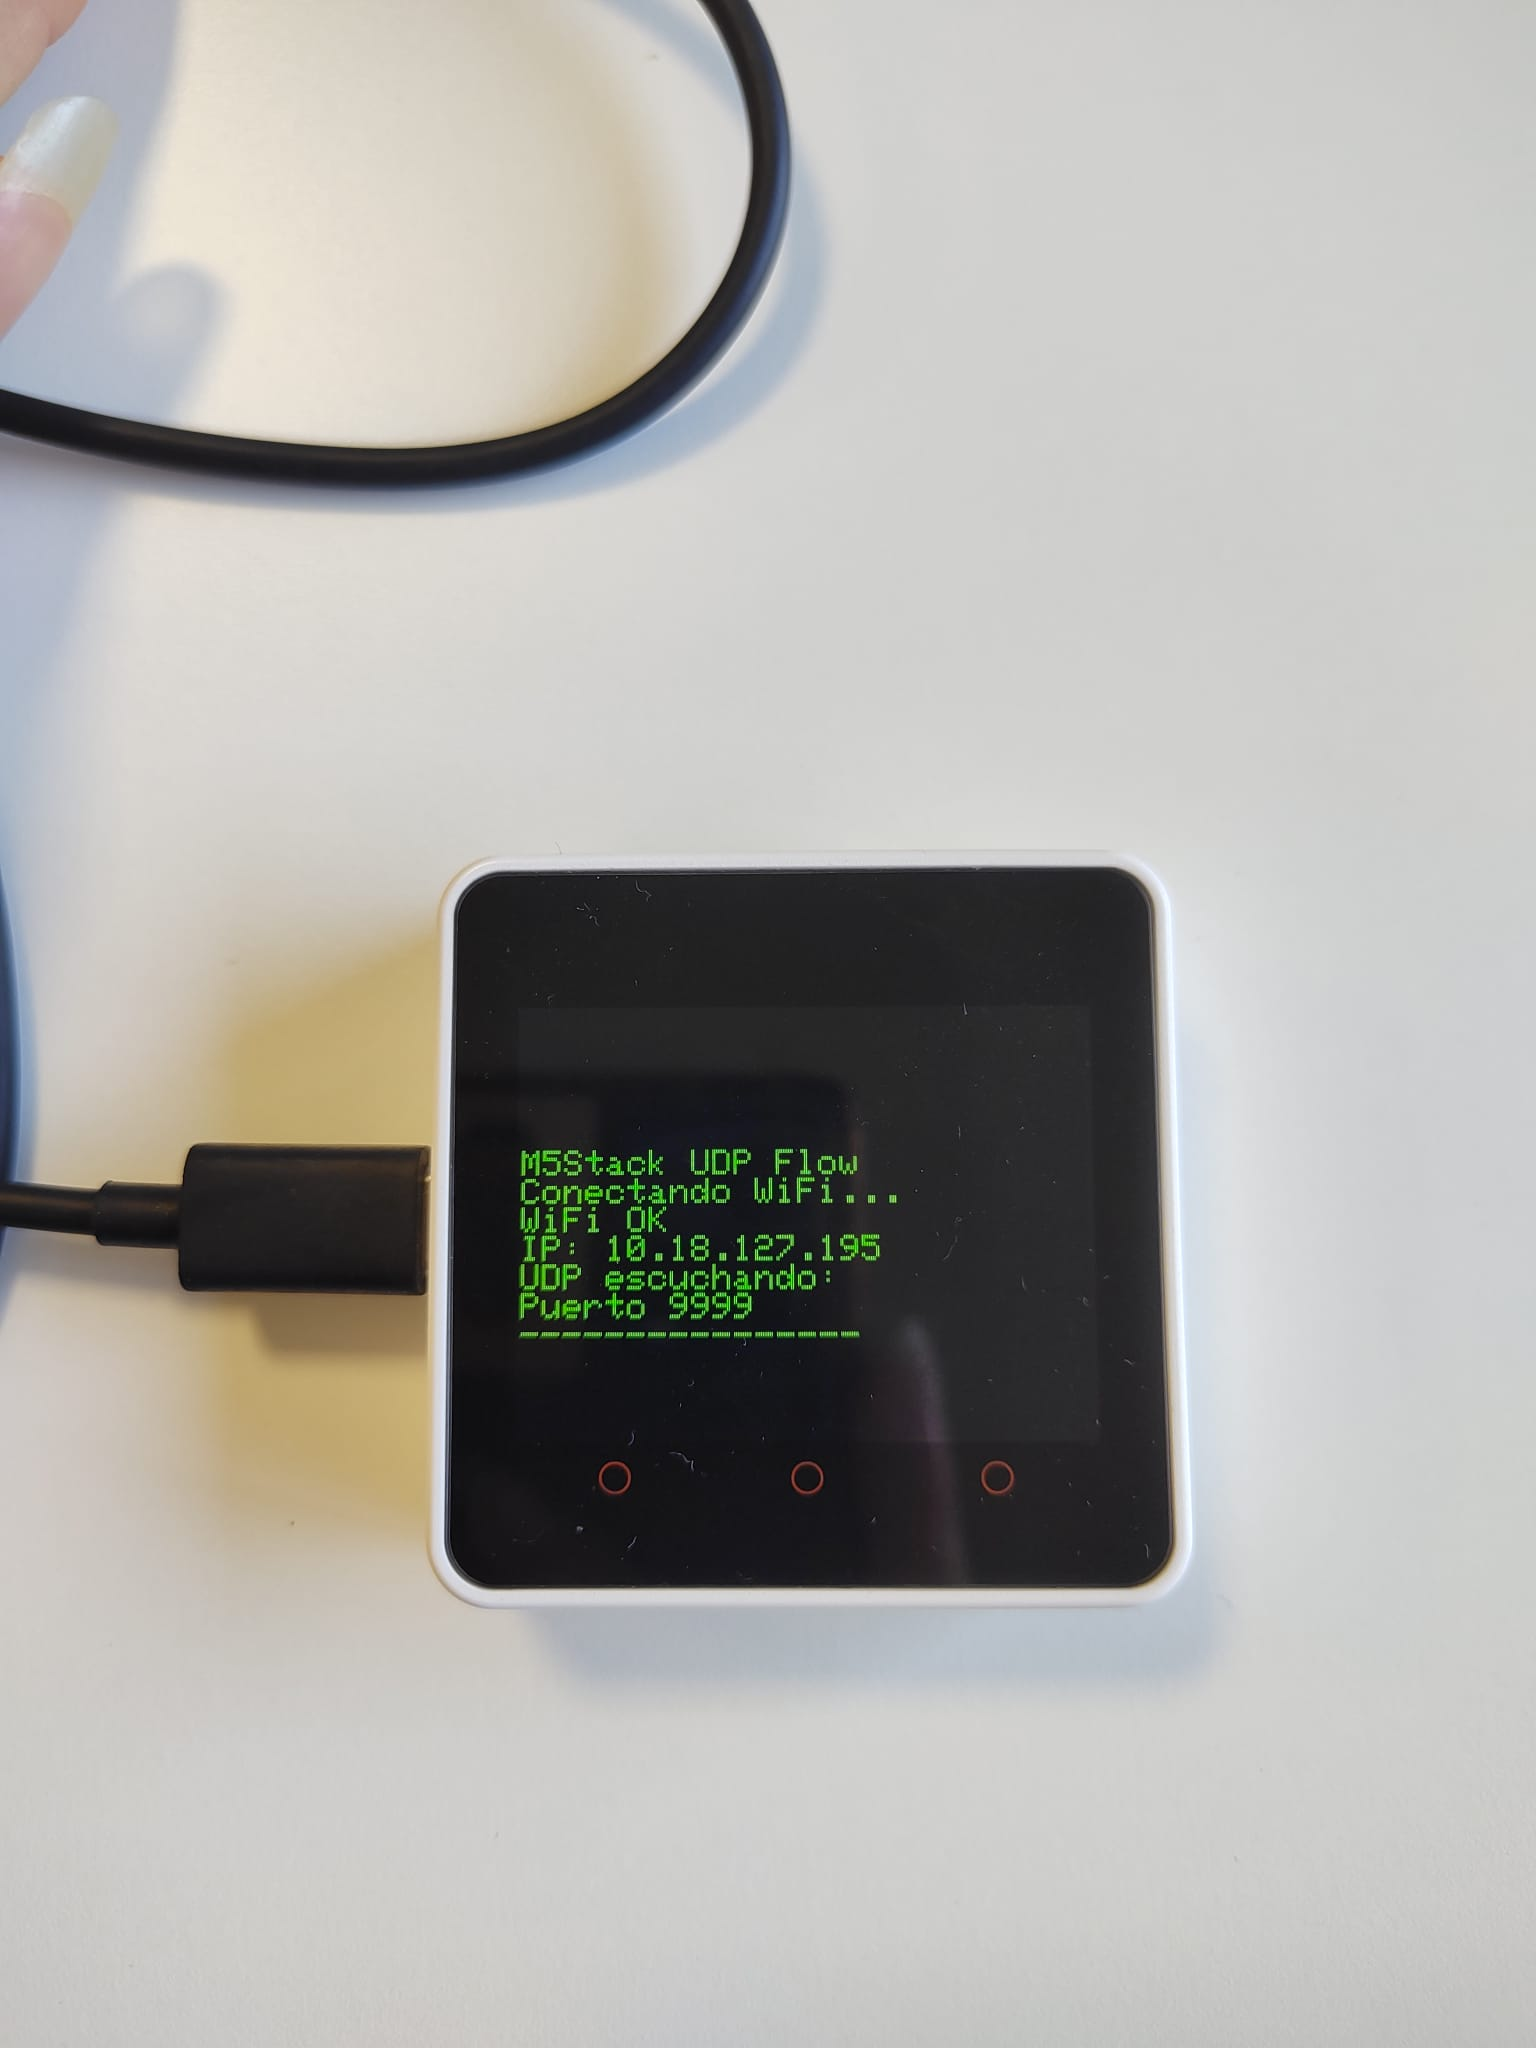 M5Stack UDP Flow
Conectando WiFi...
WiFi OK
IP: 10.18.127.195
UDP escuchando:
Puerto 9999
----------------